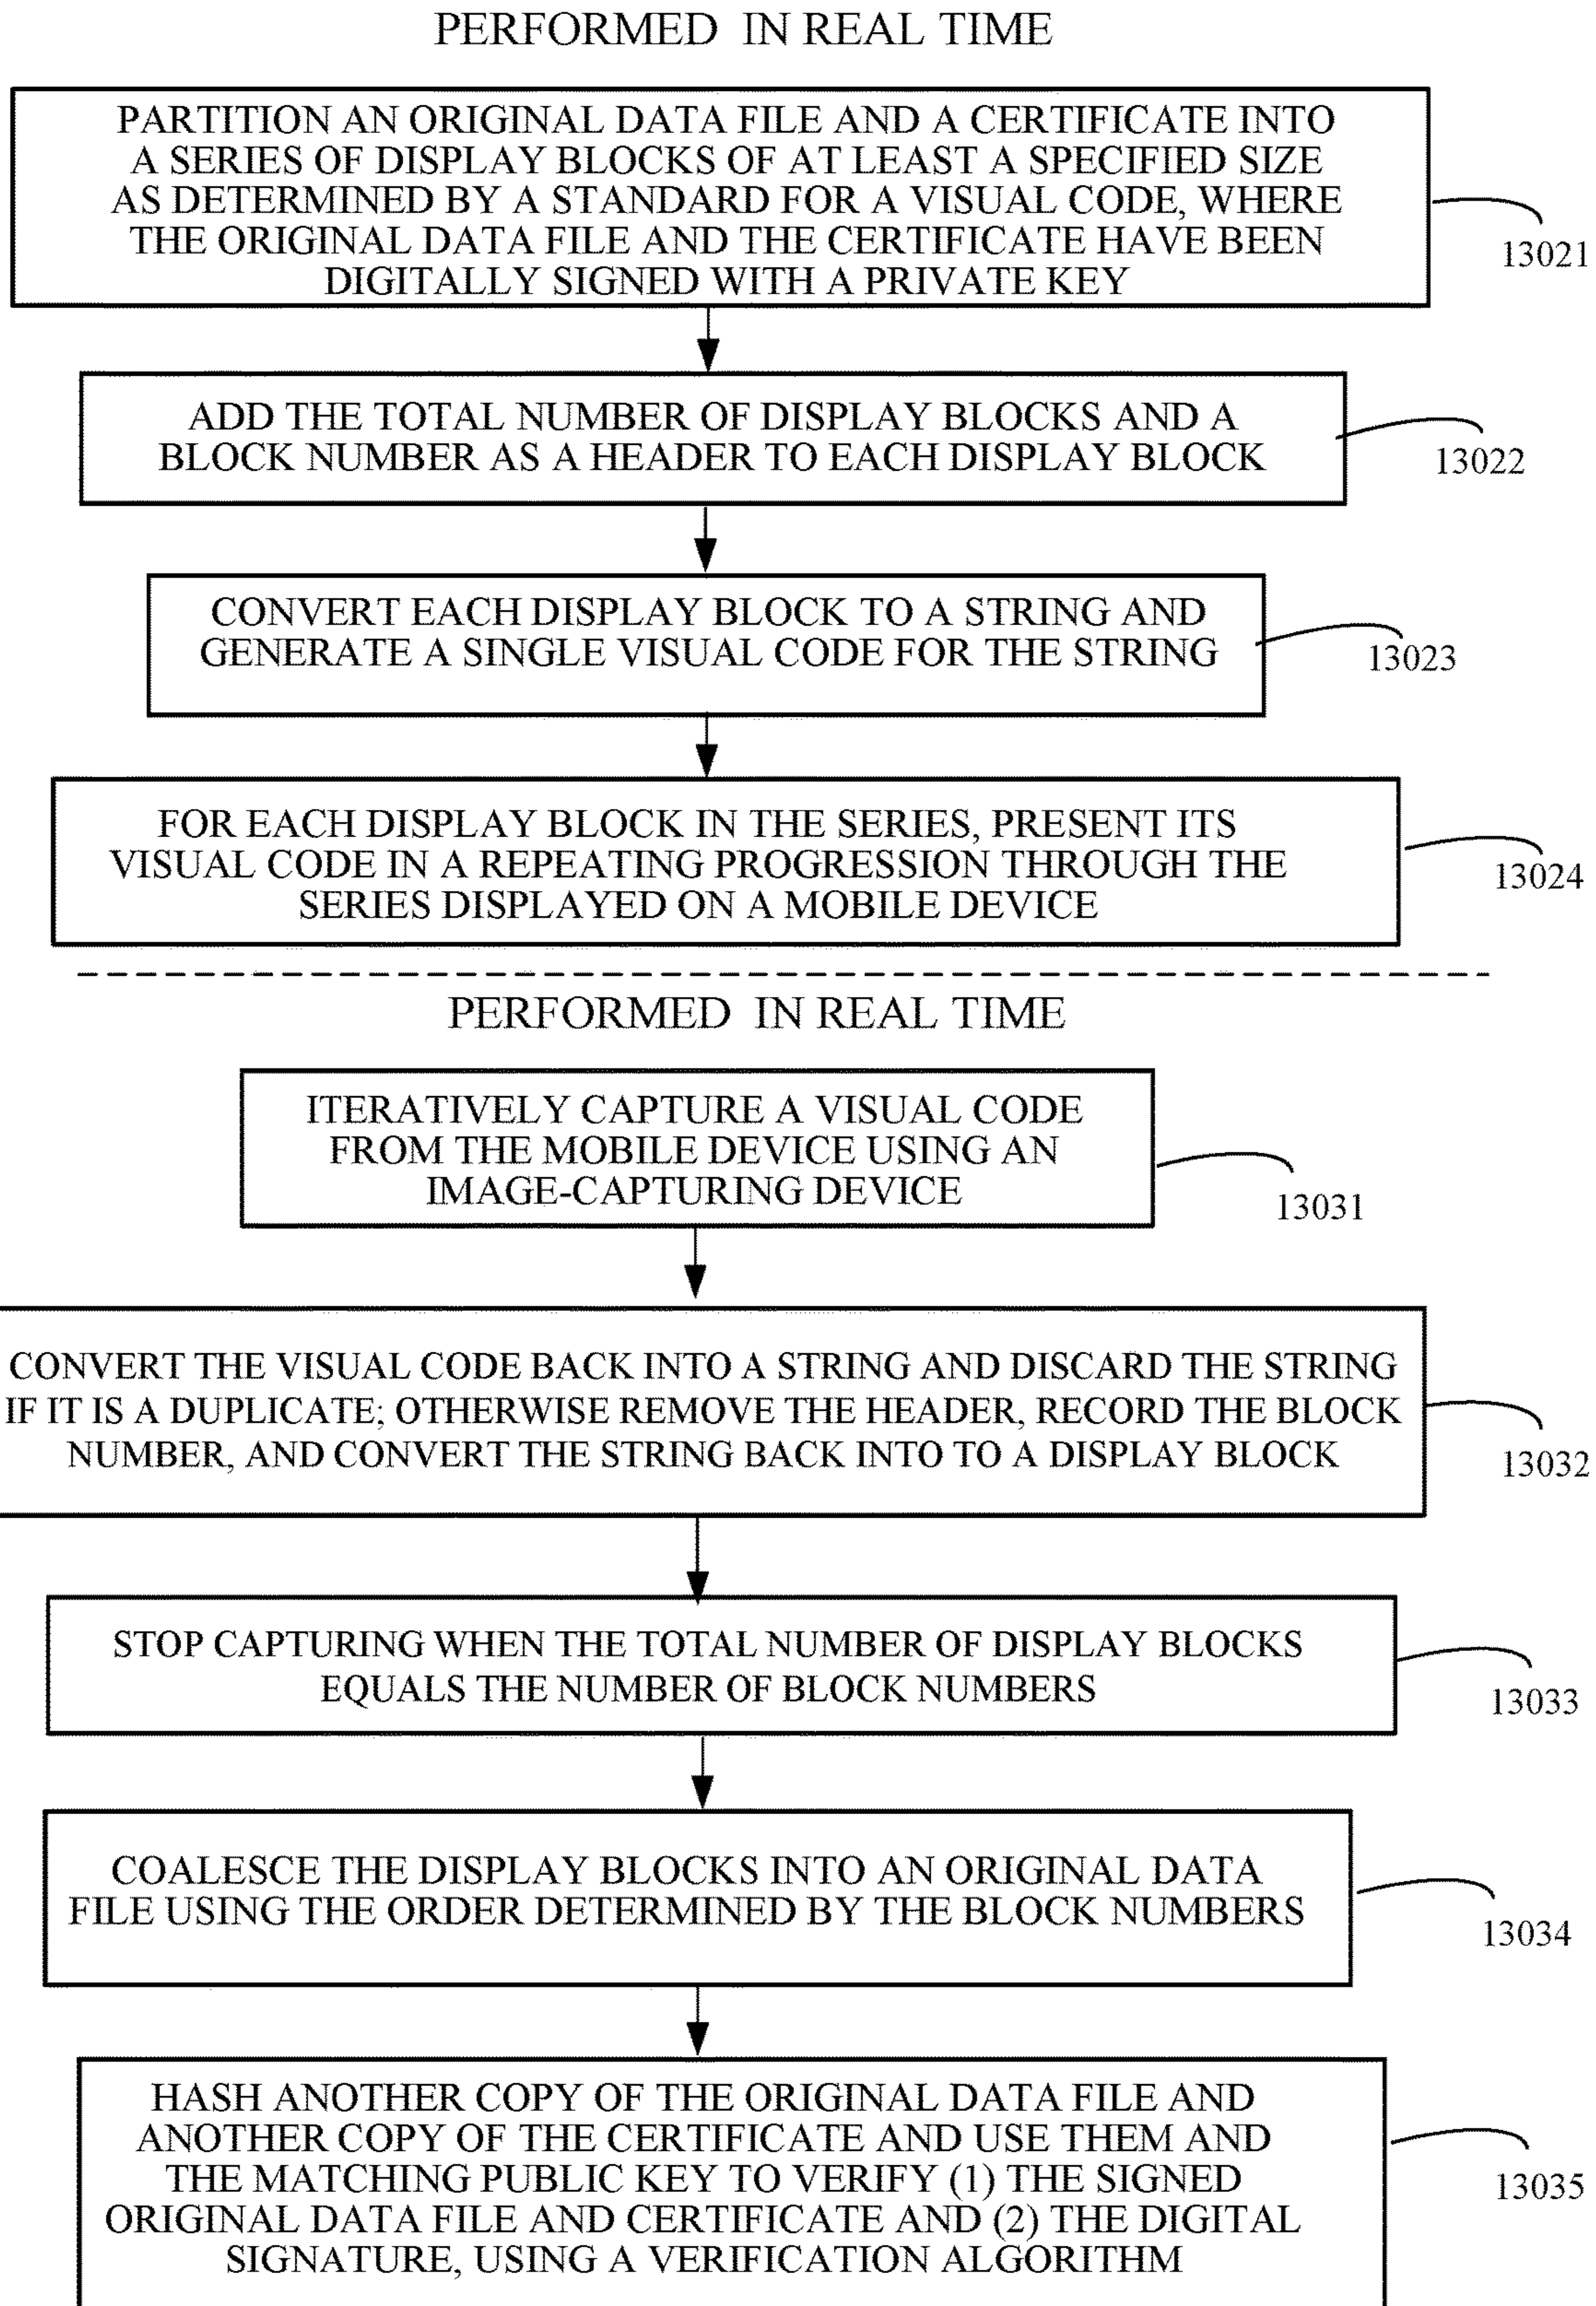 PERFORMED IN REAL TIME
PARTITION AN ORIGINAL DATA FILE AND A CERTIFICATE INTO
A SERIES OF DISPLAY BLOCKS OF AT LEAST A SPECIFIED SIZE
AS DETERMINED BY A STANDARD FOR A VISUAL CODE, WHERE
THE ORIGINAL DATA FILE AND THE CERTIFICATE HAVE BEEN
DIGITALLY SIGNED WITH A PRIVATE KEY
13021
ADD THE TOTAL NUMBER OF DISPLAY BLOCKS AND A
BLOCK NUMBER AS A HEADER TO EACH DISPLAY BLOCK
13022
CONVERT EACH DISPLAY BLOCK TO A STRING AND
GENERATE A SINGLE VISUAL CODE FOR THE STRING
13023
FOR EACH DISPLAY BLOCK IN THE SERIES, PRESENT ITS
VISUAL CODE IN A REPEATING PROGRESSION THROUGH THE
SERIES DISPLAYED ON A MOBILE DEVICE
13024
PERFORMED IN REAL TIME
ITERATIVELY CAPTURE A VISUAL CODE
FROM THE MOBILE DEVICE USING AN
IMAGE-CAPTURING DEVICE
13031
CONVERT THE VISUAL CODE BACK INTO A STRING AND DISCARD THE STRING
IF IT IS A DUPLICATE; OTHERWISE REMOVE THE HEADER, RECORD THE BLOCK
NUMBER, AND CONVERT THE STRING BACK INTO TO A DISPLAY BLOCK
13032
STOP CAPTURING WHEN THE TOTAL NUMBER OF DISPLAY BLOCKS
EQUALS THE NUMBER OF BLOCK NUMBERS
13033
COALESCE THE DISPLAY BLOCKS INTO AN ORIGINAL DATA
FILE USING THE ORDER DETERMINED BY THE BLOCK NUMBERS
13034
HASH ANOTHER COPY OF THE ORIGINAL DATA FILE AND
ANOTHER COPY OF THE CERTIFICATE AND USE THEM AND
THE MATCHING PUBLIC KEY TO VERIFY (1) THE SIGNED
ORIGINAL DATA FILE AND CERTIFICATE AND (2) THE DIGITAL
SIGNATURE, USING A VERIFICATION ALGORITHM
13035